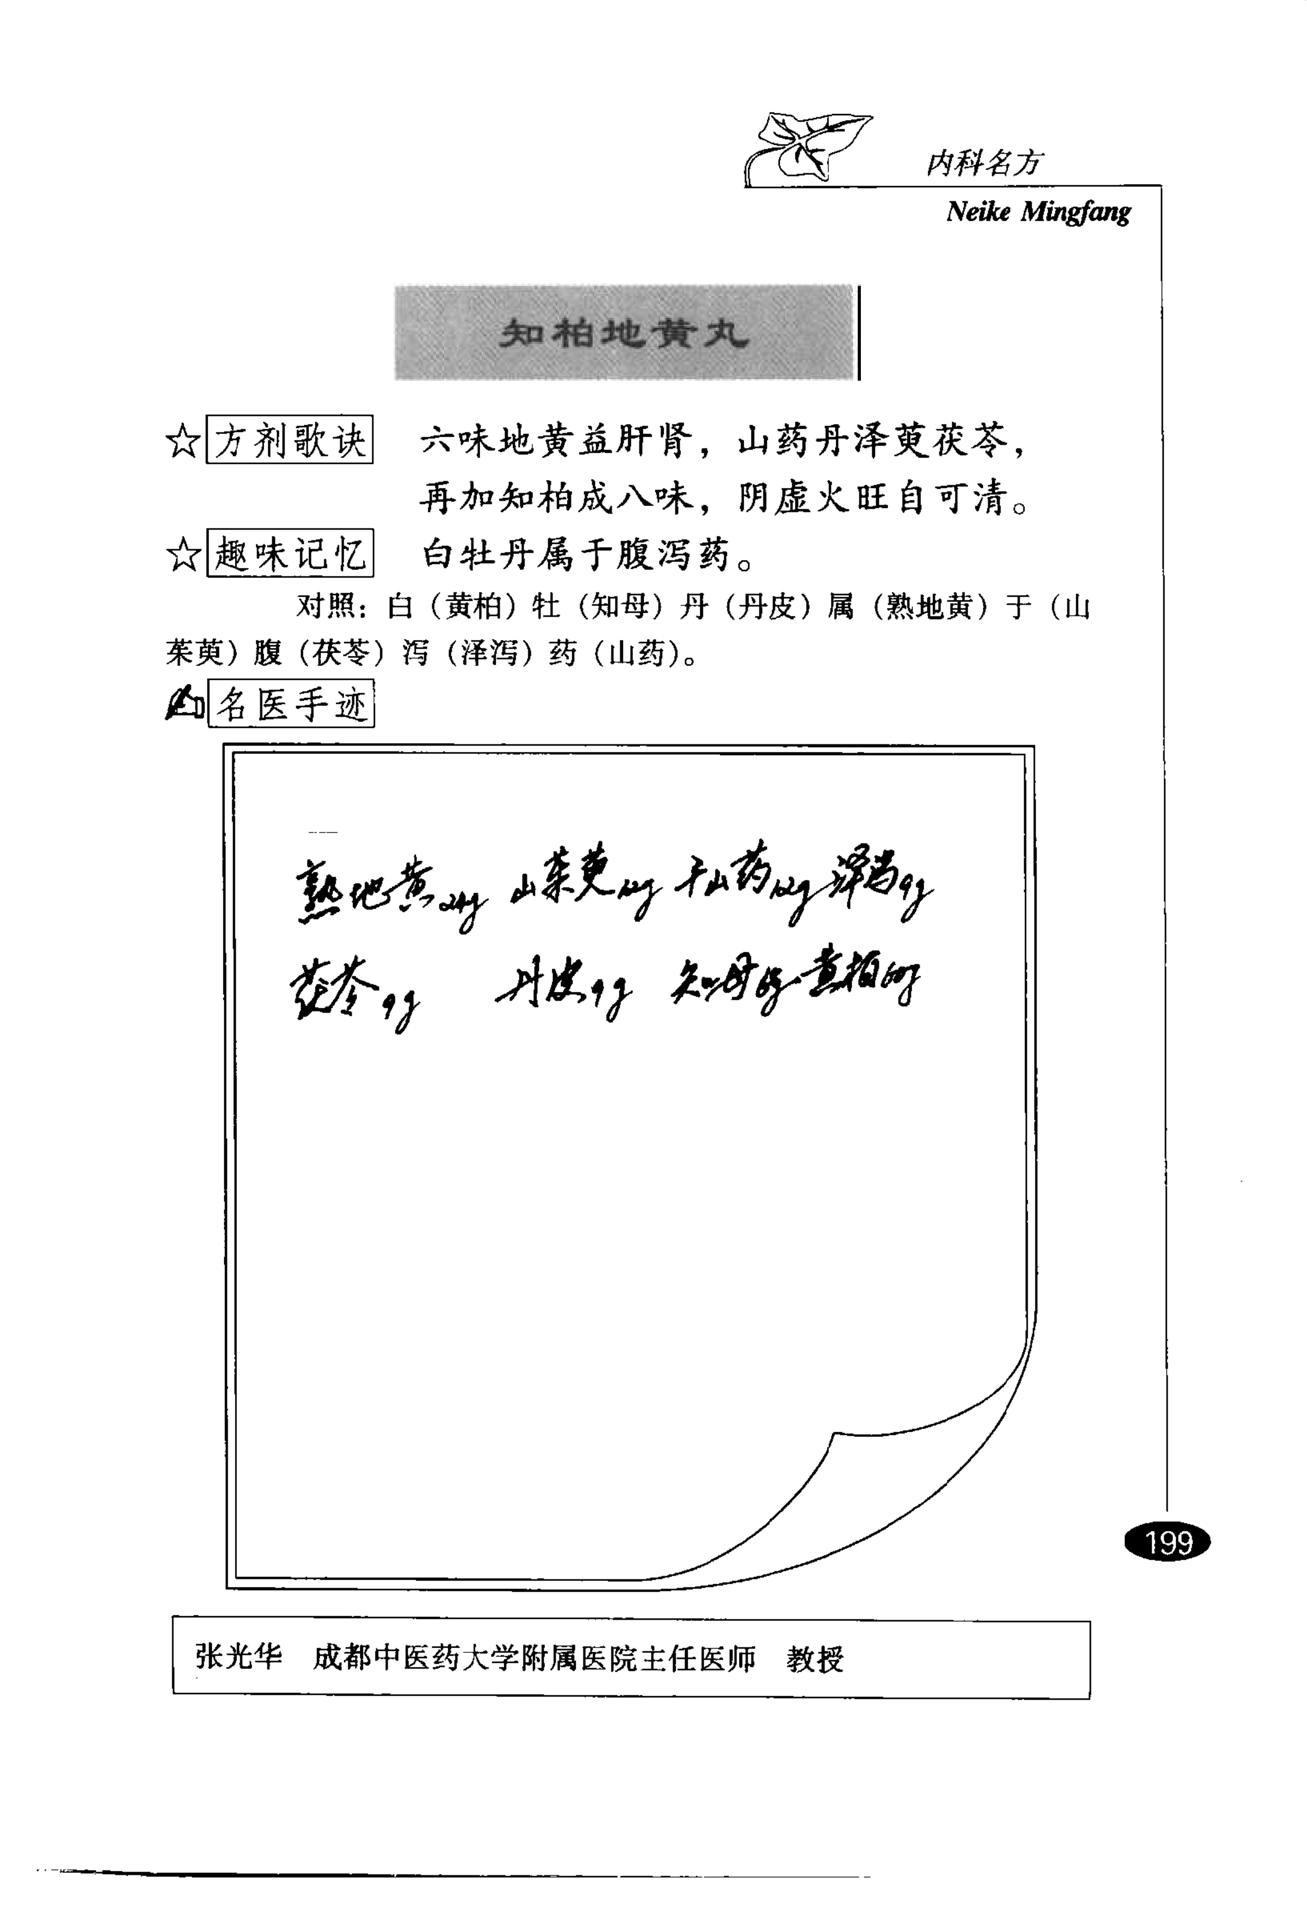 内科名方
Neike Mingfang
知柏地黄丸
☆方剂歌诀 六味地黄益肝肾，山药丹泽萸茯苓，
再加知柏成八味，阴虚火旺自可清。
☆趣味记忆 白牡丹属于腹泻药。
对照：白（黄柏）牡（知母）丹（丹皮）属（熟地黄）于（山
茱萸）腹（茯苓）泻（泽泻）药（山药）。
名医手迹
熟地黄24g 山茱萸12g 干山药12g 泽泻9g
茯苓9g 丹皮9g 知母6g 黄柏
199
张光华 成都中医药大学附属医院主任医师 教授